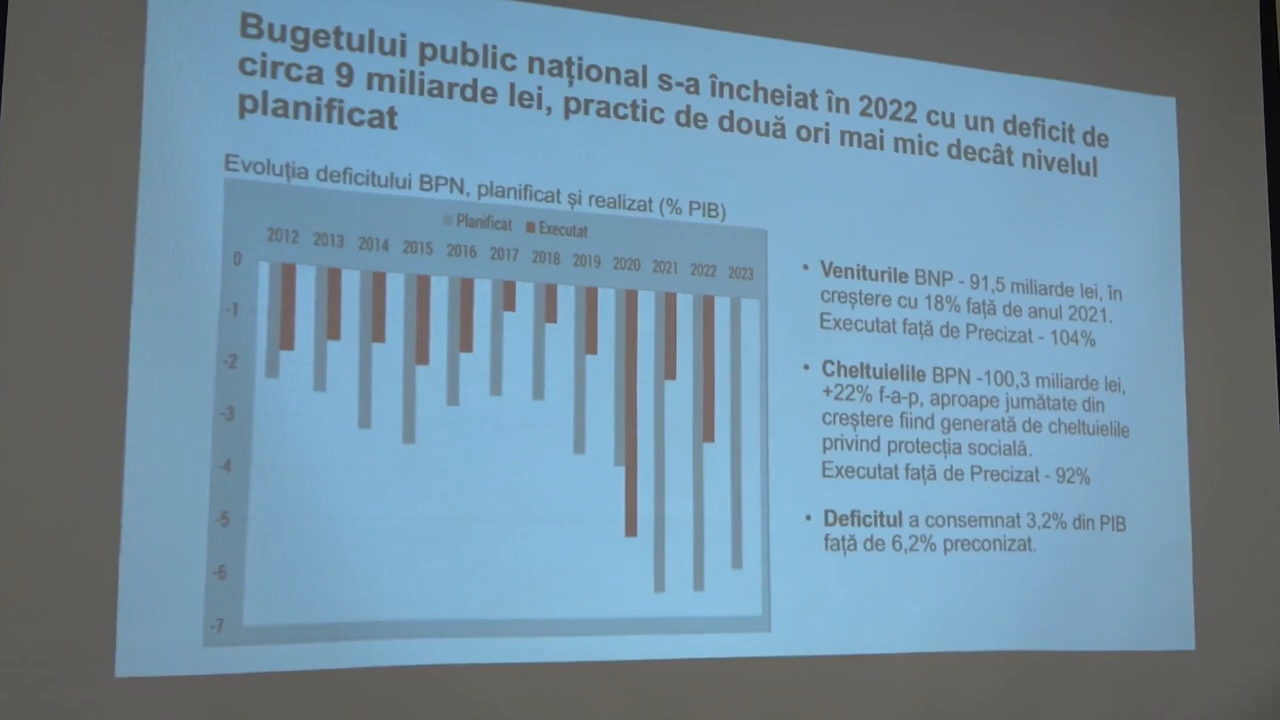 Bugetului public național s-a încheiat în 2022 cu un deficit de
circa 9 miliarde lei, practic de două ori mai mic decât nivelul
planificat
Evoluția deficitului BPN, planificat și realizat (% PIB)
Planificat Executat
2012 2013 2014 2015 2016 2017 2018 2019 2020 2021 2022 2023
0
-1
-2
-3
-4
-5
-6
-7
• Veniturile BNP - 91,5 miliarde lei, în
creștere cu 18% față de anul 2021.
Executat față de Precizat - 104%
• Cheltuielile BPN -100,3 miliarde lei,
+22% f-a-p, aproape jumătate din
creștere fiind generată de cheltuielile
privind protecția socială.
Executat față de Precizat - 92%
• Deficitul a consemnat 3,2% din PIB
față de 6,2% preconizat.